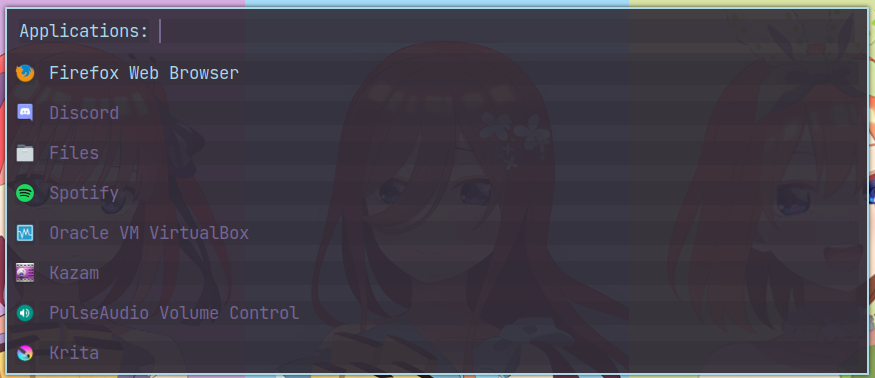 Applications:
Firefox Web Browser
Discord
Files
Spotify
Oracle VM VirtualBox
Kazam
PulseAudio Volume Control
Krita